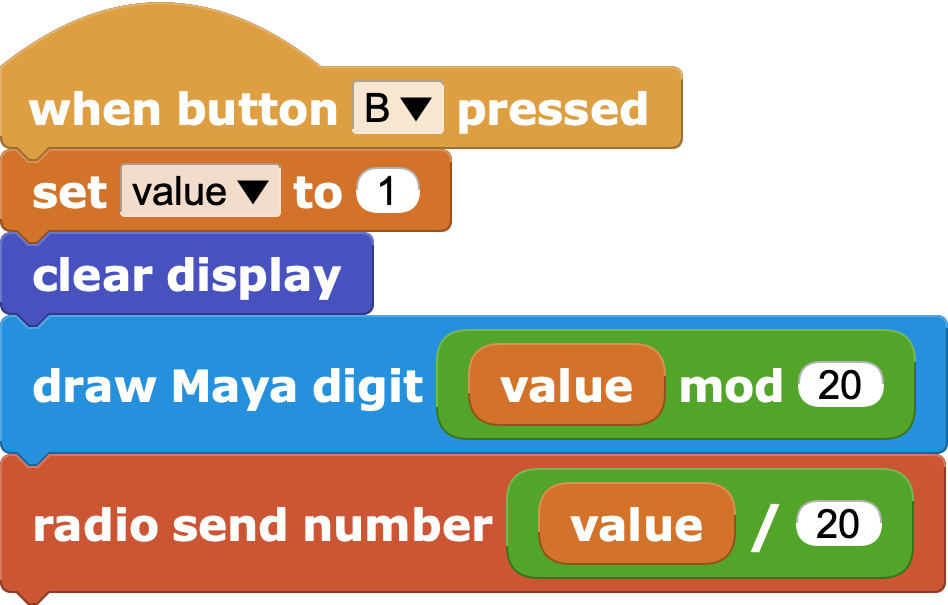 when button B ▼ pressed
set value ▼ to 1
clear display
draw Maya digit value mod 20
radio send number value / 20